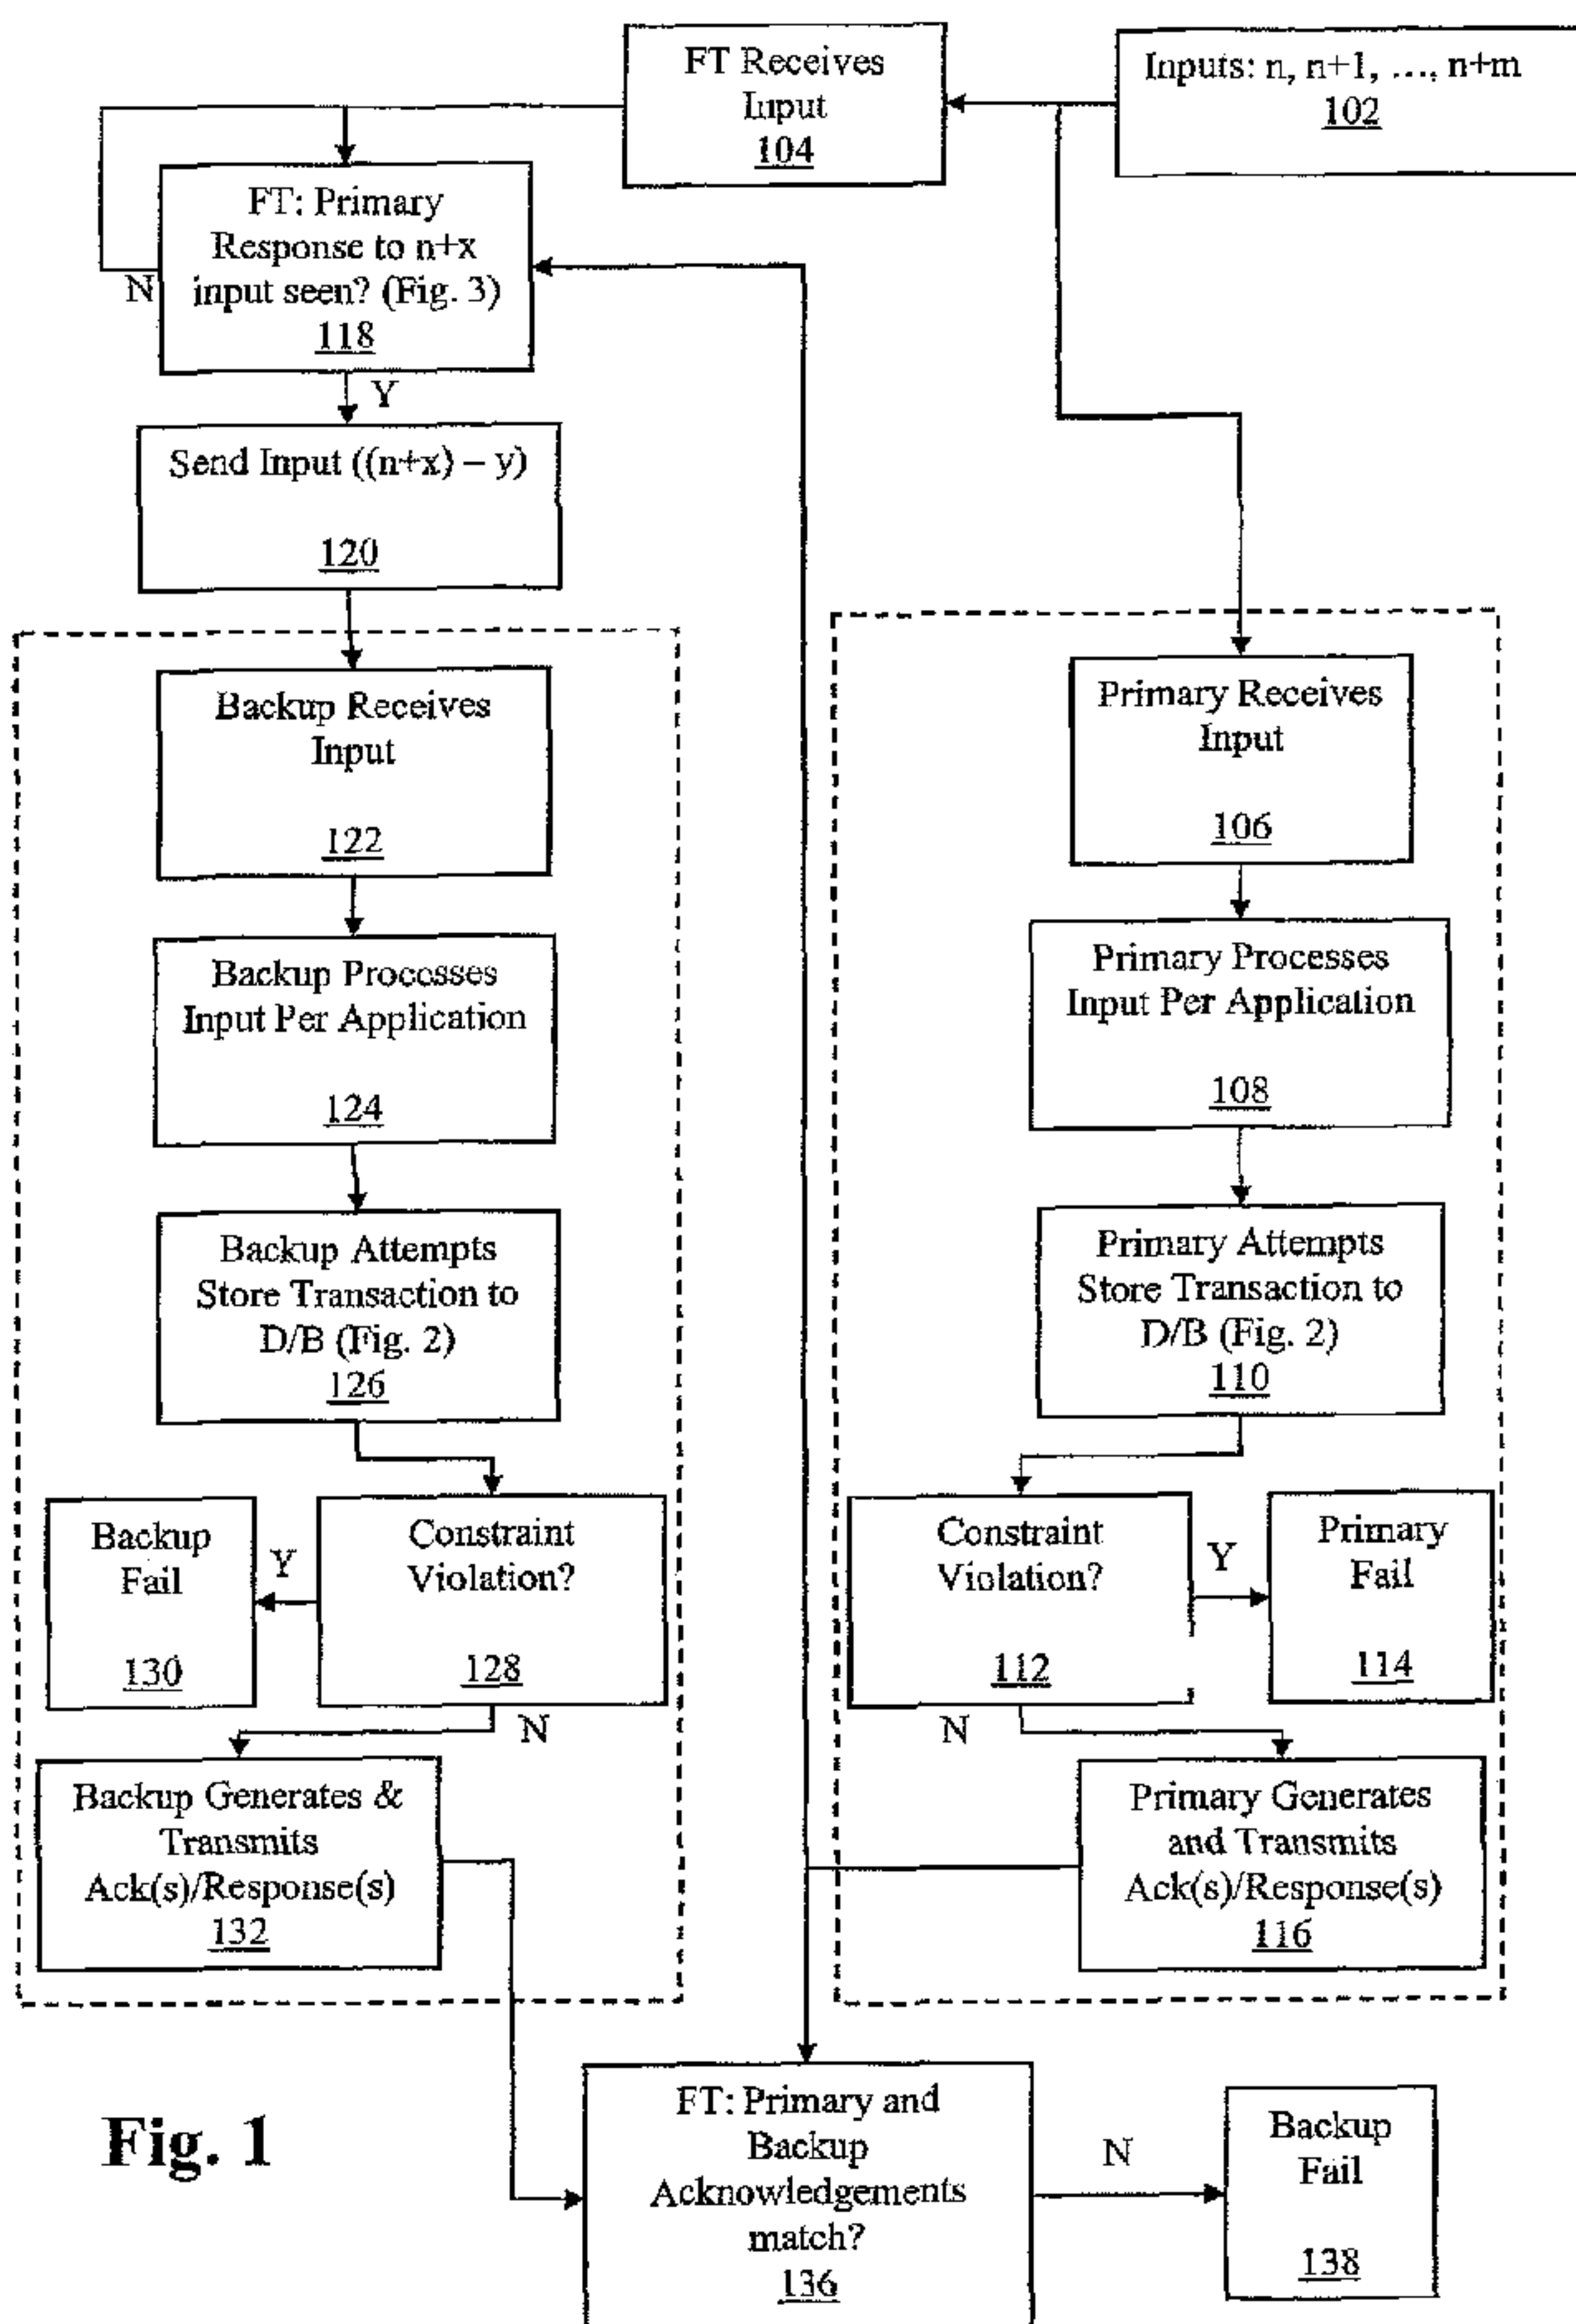 FT Receives
Input
104
Inputs: n, n+1, ..., n+m
102
FT: Primary
Response to n+x
input seen? (Fig. 3)
118
N
Y
Send Input ((n+x) – y)
120
Backup Receives
Input
122
Primary Receives
Input
106
Backup Processes
Input Per Application
124
Primary Processes
Input Per Application
108
Backup Attempts
Store Transaction to
D/B (Fig. 2)
126
Primary Attempts
Store Transaction to
D/B (Fig. 2)
110
Backup
Fail
130
Y
Constraint
Violation?
128
N
Constraint
Violation?
112
Y
N
Primary
Fail
114
Backup Generates &
Transmits
Ack(s)/Response(s)
132
Primary Generates
and Transmits
Ack(s)/Response(s)
116
FT: Primary and
Backup
Acknowledgements
match?
136
N
Backup
Fail
138
Fig. 1